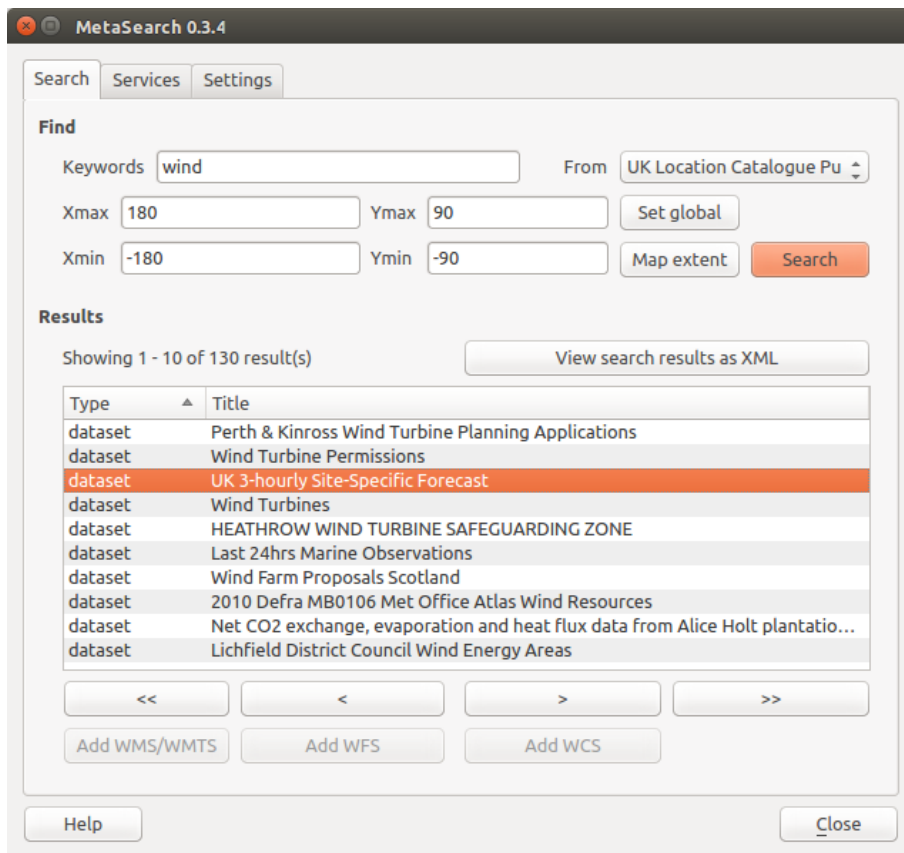 MetaSearch 0.3.4
Search Services Settings
Find
Keywords wind From UK Location Catalogue Pu
Xmax 180 Ymax 90 Set global
Xmin -180 Ymin -90 Map extent Search
Results
Showing 1 - 10 of 130 result(s) View search results as XML
Type Title
dataset Perth & Kinross Wind Turbine Planning Applications
dataset Wind Turbine Permissions
dataset UK 3-hourly Site-Specific Forecast
dataset Wind Turbines
dataset HEATHROW WIND TURBINE SAFEGUARDING ZONE
dataset Last 24hrs Marine Observations
dataset Wind Farm Proposals Scotland
dataset 2010 Defra MB0106 Met Office Atlas Wind Resources
dataset Net CO2 exchange, evaporation and heat flux data from Alice Holt plantatio...
dataset Lichfield District Council Wind Energy Areas
<< < > >>
Add WMS/WMTS Add WFS Add WCS
Help Close